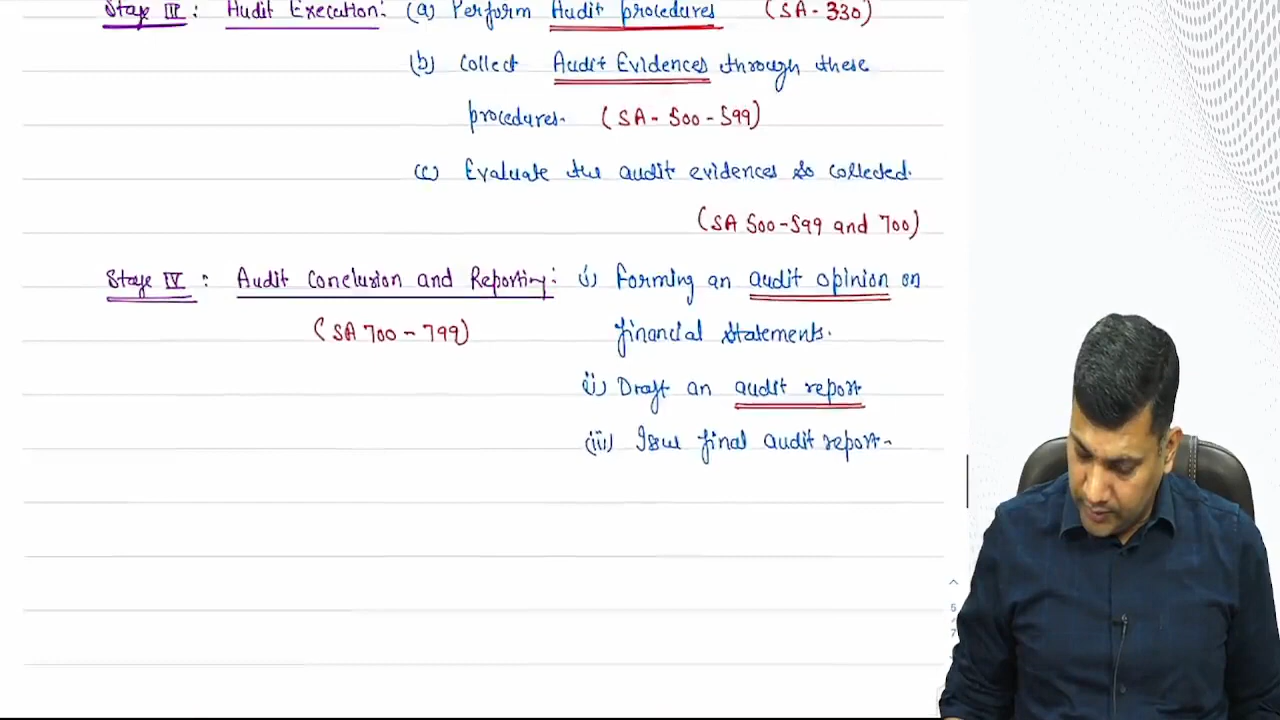 Stage III : Audit Execution: (a) Perform Audit procedures (SA-330)
(b) Collect Audit Evidences through these
procedures. (SA - 500 - 599)
(c) Evaluate the audit evidences so collected.
(SA 500-599 and 700)
Stage IV : Audit Conclusion and Reporting: (i) Forming an audit opinion on
(SA 700 - 799) financial statements.
(ii) Draft an audit report
(iii) Issue final audit report.